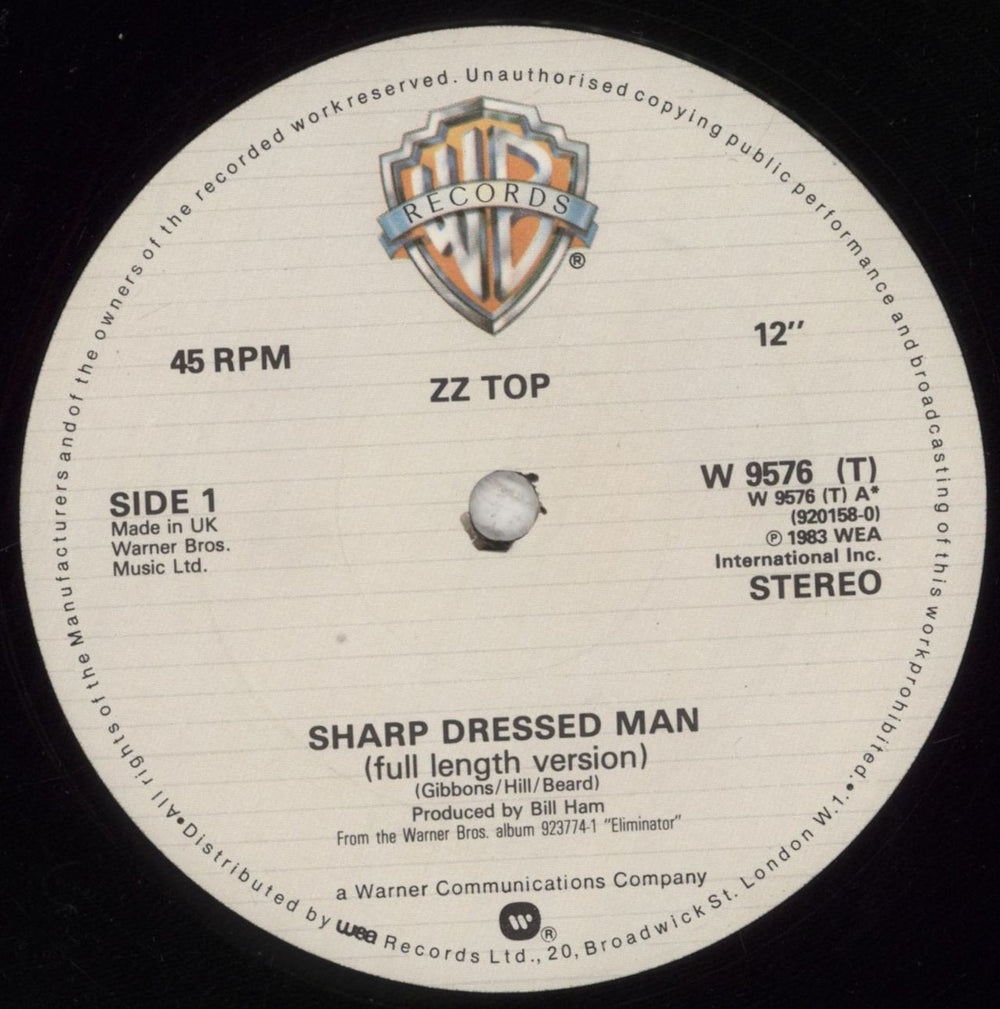 All rights of the Manufacturers and of the owners of the recorded work reserved. Unauthorised copying public performance and broadcasting of this work prohibited.
WB
RECORDS
®
45 RPM
12″
ZZ TOP
SIDE 1
Made in UK
Warner Bros.
Music Ltd.
W 9576 (T)
W 9576 (T) A*
(920158-0)
℗ 1983 WEA
International Inc.
STEREO
SHARP DRESSED MAN
(full length version)
(Gibbons/Hill/Beard)
Produced by Bill Ham
From the Warner Bros. album 923774-1 "Eliminator"
a Warner Communications Company
®
•Distributed by wea Records Ltd., 20, Broadwick St. London W.1.•